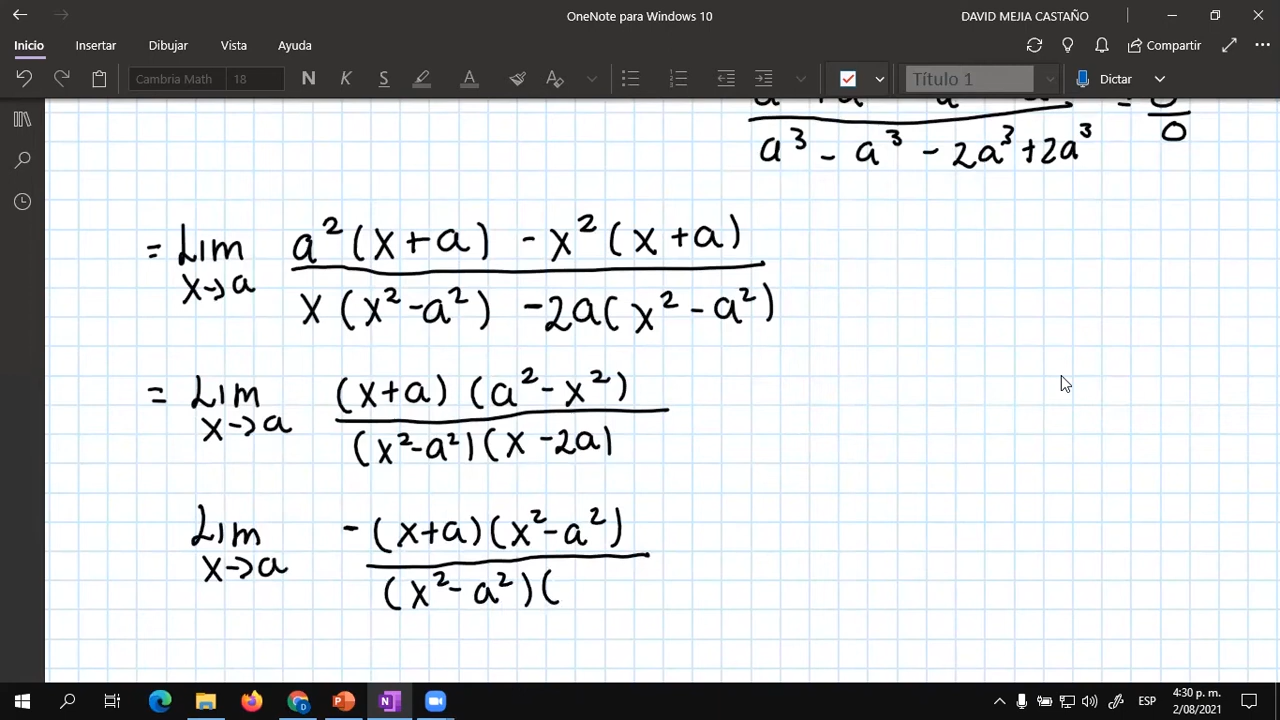 OneNote para Windows 10
DAVID MEJIA CASTAÑO
Inicio Insertar Dibujar Vista Ayuda
Compartir
Cambria Math 18 N K S A Título 1 Dictar
= 0
a³ - a³ - 2a³ + 2a³ 0
= Lim a²(x+a) - x²(x+a)
x→a x(x²-a²) - 2a(x²-a²)
= Lim (x+a)(a²-x²)
x→a (x²-a²)(x-2a)
Lim -(x+a)(x²-a²)
x→a (x²-a²)(
ESP 4:30 p. m.
2/08/2021